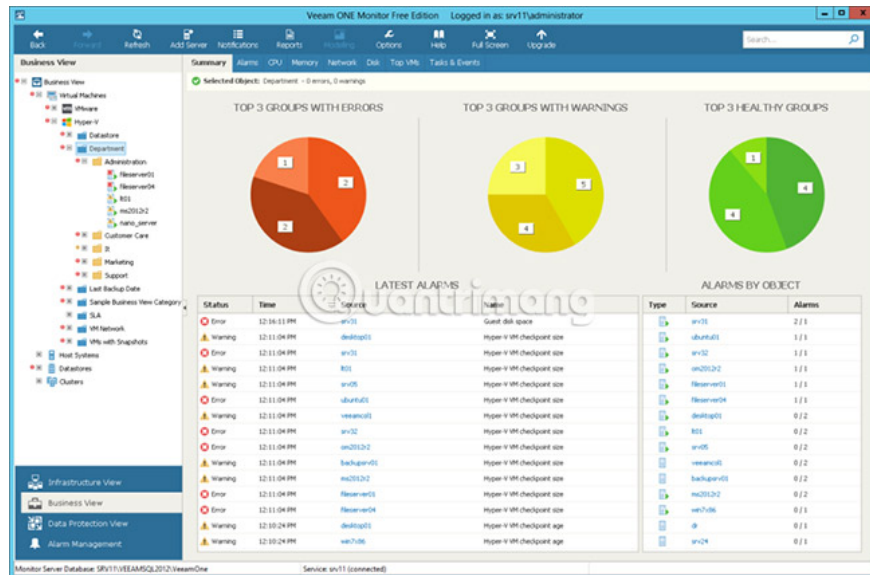 Veeam ONE Monitor Free Edition Logged in as: srv11\administrator
Back Forward Refresh Add Server Notifications Reports Modeling Options Help Full Screen Upgrade Search...
Business View
Summary Alarms CPU Memory Network Disk Top VMs Tasks & Events
Selected Object: Department - 0 errors, 0 warnings
Business View
Virtual Machines
VMware
Hyper-V
Datastore
Department
Administration
fileserver01
fileserver04
lt01
ms2012r2
nano_server
Customer Care
It
Marketing
Support
Last Backup Date
Sample Business View Category
SLA
VM Network
VMs with Snapshots
Host Systems
Datastores
Clusters
Infrastructure View
Business View
Data Protection View
Alarm Management
TOP 3 GROUPS WITH ERRORS
1
2
2
TOP 3 GROUPS WITH WARNINGS
3
5
4
TOP 3 HEALTHY GROUPS
1
4
4
Quantrimang
LATEST ALARMS
Status Time Source Name
Error 12:16:11 PM srv31 Guest disk space
Warning 12:11:04 PM desktop01 Hyper-V VM checkpoint size
Error 12:11:04 PM srv31 Hyper-V VM checkpoint size
Warning 12:11:04 PM lt01 Hyper-V VM checkpoint size
Warning 12:11:04 PM srv05 Hyper-V VM checkpoint size
Error 12:11:04 PM ubuntu01 Hyper-V VM checkpoint size
Warning 12:11:04 PM veeamcol1 Hyper-V VM checkpoint size
Error 12:11:04 PM srv32 Hyper-V VM checkpoint size
Error 12:11:04 PM om2012r2 Hyper-V VM checkpoint size
Warning 12:11:04 PM backupsrv01 Hyper-V VM checkpoint size
Warning 12:11:04 PM ms2012r2 Hyper-V VM checkpoint size
Error 12:11:04 PM fileserver01 Hyper-V VM checkpoint size
Error 12:11:04 PM fileserver04 Hyper-V VM checkpoint size
Warning 12:10:24 PM desktop01 Hyper-V VM checkpoint age
Warning 12:10:24 PM win7x86 Hyper-V VM checkpoint age
ALARMS BY OBJECT
Type Source Alarms
srv31 2 / 1
ubuntu01 1 / 1
srv32 1 / 1
om2012r2 1 / 1
fileserver01 1 / 1
fileserver04 1 / 1
desktop01 0 / 2
lt01 0 / 2
srv05 0 / 2
veeamcol1 0 / 2
backupsrv01 0 / 2
ms2012r2 0 / 2
win7x86 0 / 2
dr 0 / 1
srv24 0 / 1
Monitor Server Database: SRV11\VEEAMSQL2012\VeeamOne Service: srv11 (connected)